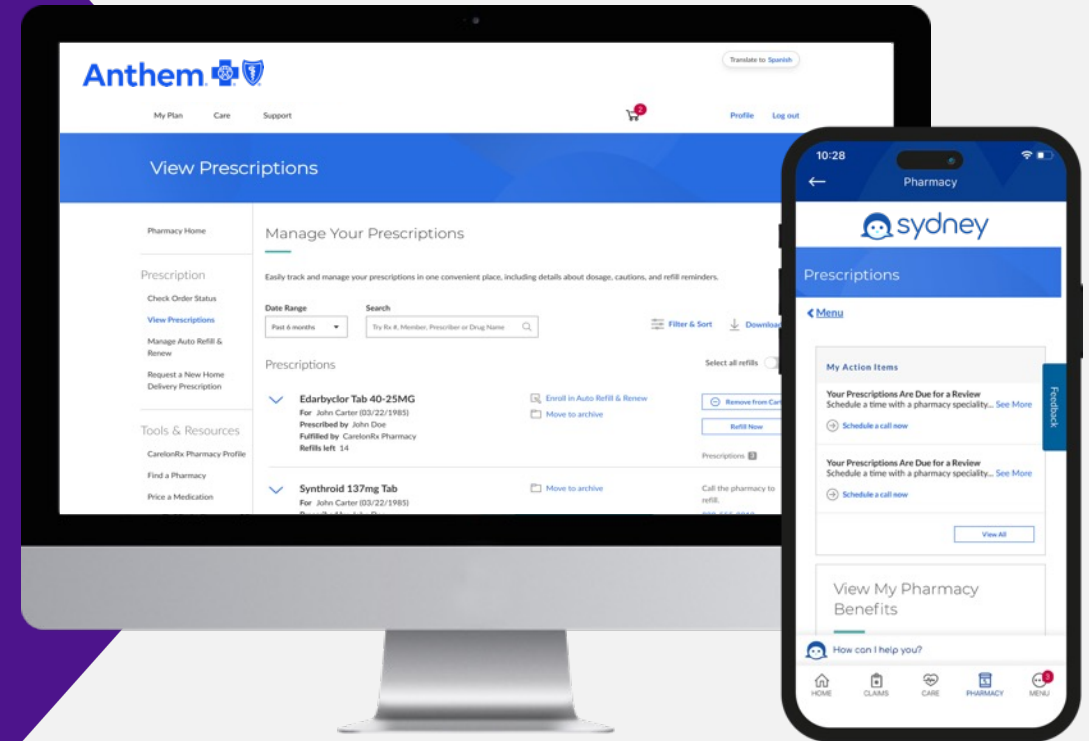 Anthem
Translate to Spanish
My Plan Care Support
2
Profile Log out
View Prescriptions
Pharmacy Home
Prescription
Check Order Status
View Prescriptions
Manage Auto Refill &
Renew
Request a New Home
Delivery Prescription
Tools & Resources
CarelonRx Pharmacy Profile
Find a Pharmacy
Price a Medication
Manage Your Prescriptions
Easily track and manage your prescriptions in one convenient place, including details about dosage, cautions, and refill reminders.
Date Range
Past 6 months
Search
Try Rx #, Member, Prescriber or Drug Name
Filter & Sort
Download
Prescriptions
Select all refills
Edarbyclor Tab 40-25MG
For John Carter (03/22/1985)
Prescribed by John Doe
Fulfilled by CarelonRx Pharmacy
Refills left 14
Enroll in Auto Refill & Renew
Move to archive
Remove from Cart
Refill Now
Prescriptions 2
Synthroid 137mg Tab
For John Carter (03/22/1985)
Move to archive
Call the pharmacy to
refill.
10:28
Pharmacy
sydney
Prescriptions
Menu
My Action Items
Your Prescriptions Are Due for a Review
Schedule a time with a pharmacy speciality... See More
Schedule a call now
Your Prescriptions Are Due for a Review
Schedule a time with a pharmacy speciality... See More
Schedule a call now
View All
Feedback
View My Pharmacy
Benefits
How can I help you?
HOME CLAIMS CARE PHARMACY MENU
3